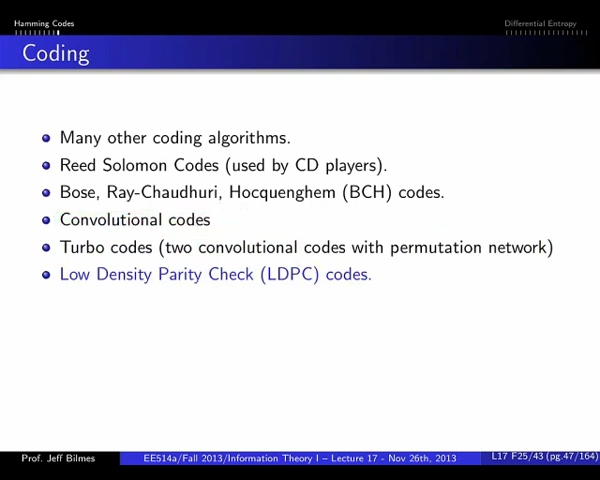 Hamming Codes
Differential Entropy
Coding
Many other coding algorithms.
Reed Solomon Codes (used by CD players).
Bose, Ray-Chaudhuri, Hocquenghem (BCH) codes.
Convolutional codes
Turbo codes (two convolutional codes with permutation network)
Low Density Parity Check (LDPC) codes.
Prof. Jeff Bilmes
EE514a/Fall 2013/Information Theory I – Lecture 17 - Nov 26th, 2013
L17 F25/43 (pg.47/164)